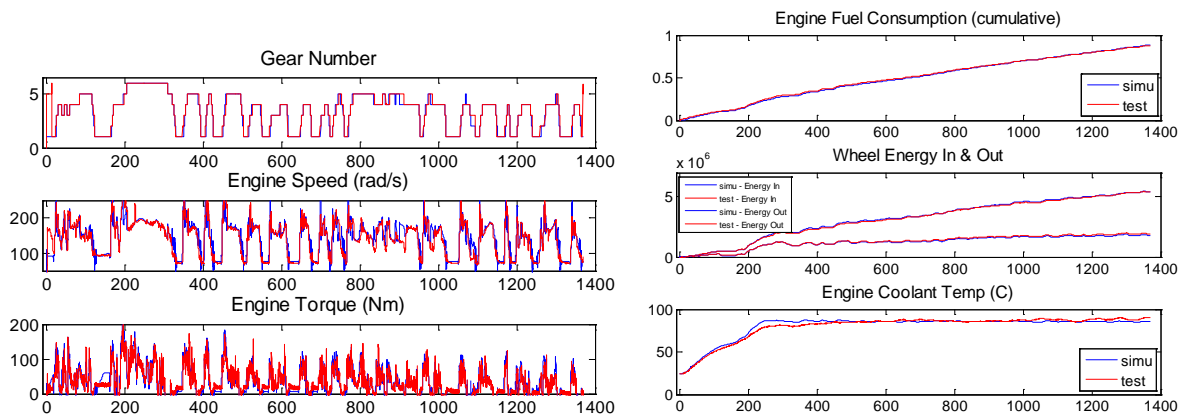 Gear Number
5
0
0 200 400 600 800 1000 1200 1400
Engine Speed (rad/s)
200
100
0 200 400 600 800 1000 1200 1400
Engine Torque (Nm)
200
100
0
0 200 400 600 800 1000 1200 1400
Engine Fuel Consumption (cumulative)
1
0.5
0
simu
test
0 200 400 600 800 1000 1200 1400
x 10^6
Wheel Energy In & Out
5
0
simu - Energy In
test - Energy In
simu - Energy Out
test - Energy Out
0 200 400 600 800 1000 1200 1400
Engine Coolant Temp (C)
100
50
0
simu
test
0 200 400 600 800 1000 1200 1400